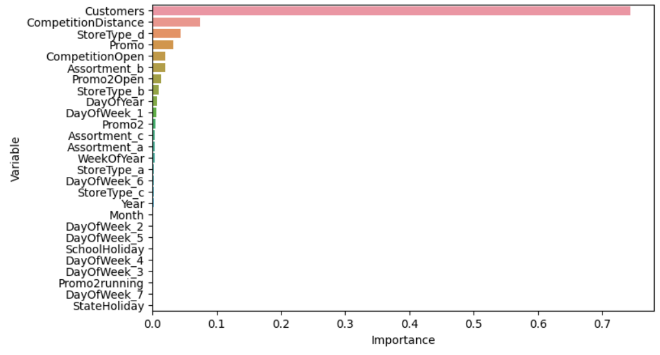 Customers
CompetitionDistance
StoreType_d
Promo
CompetitionOpen
Assortment_b
Promo2Open
StoreType_b
DayOfYear
DayOfWeek_1
Promo2
Assortment_c
Assortment_a
WeekOfYear
StoreType_a
DayOfWeek_6
StoreType_c
Year
Month
DayOfWeek_2
DayOfWeek_5
SchoolHoliday
DayOfWeek_4
DayOfWeek_3
Promo2running
DayOfWeek_7
StateHoliday
Variable
0.0 0.1 0.2 0.3 0.4 0.5 0.6 0.7
Importance